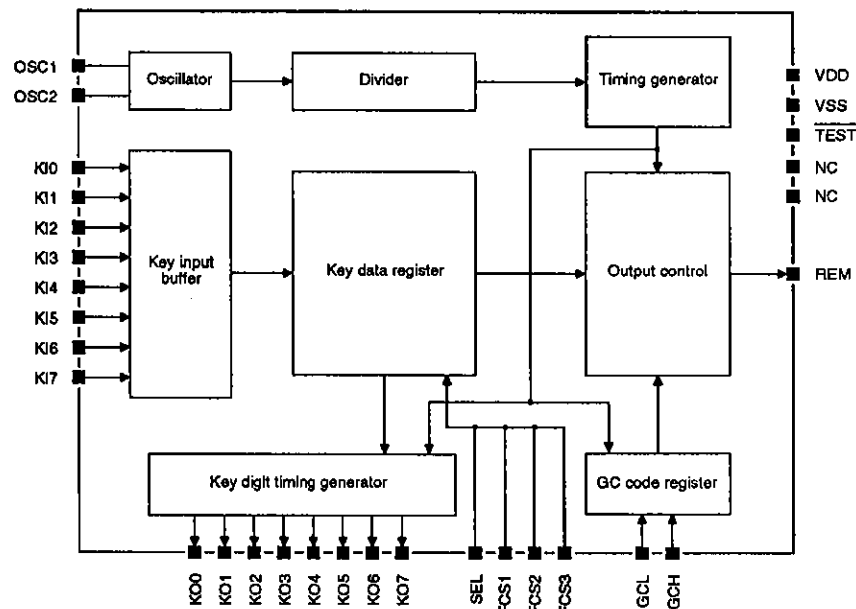 OSC1
OSC2
Oscillator
Divider
Timing generator
VDD
VSS
TEST
NC
NC
KI0
KI1
KI2
KI3
KI4
KI5
KI6
KI7
Key input
buffer
Key data register
Output control
REM
Key digit timing generator
GC code register
KO0
KO1
KO2
KO3
KO4
KO5
KO6
KO7
SEL
FCS1
FCS2
FCS3
GCL
GCH